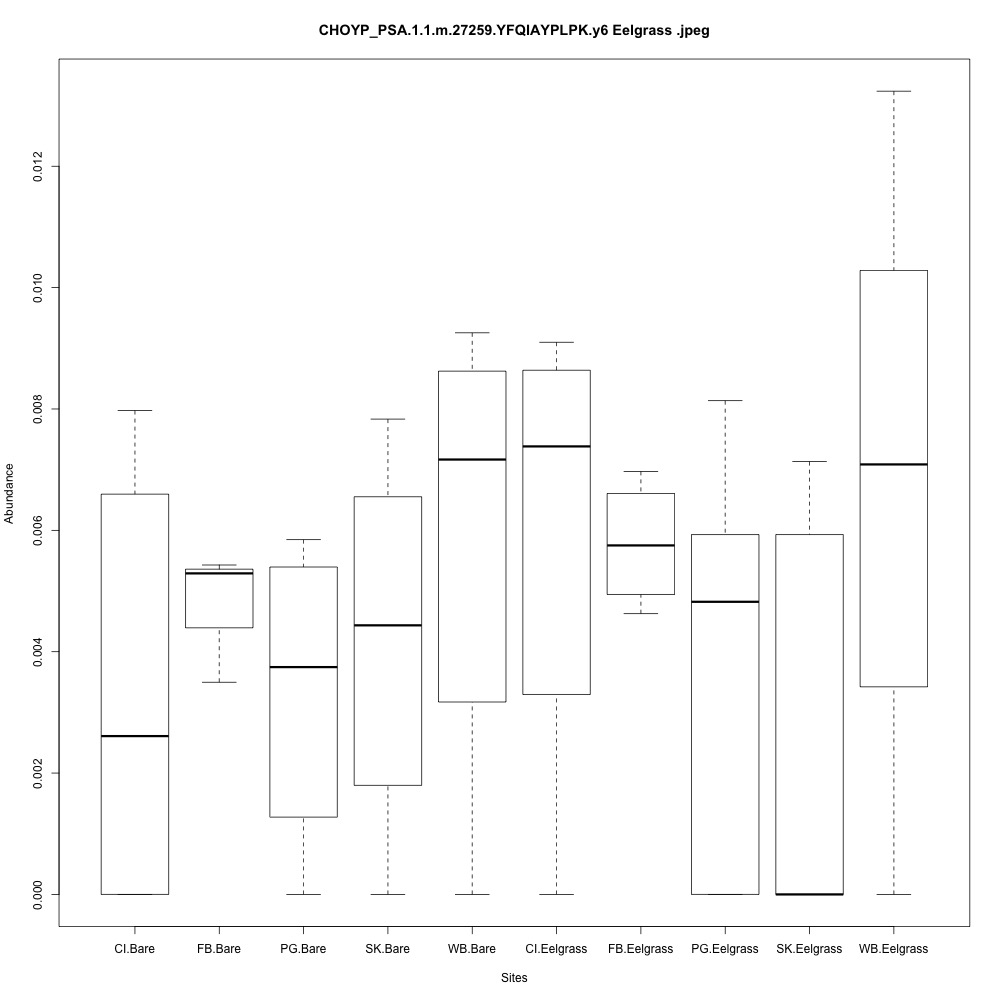 CHOYP_PSA.1.1.m.27259.YFQIAYPLPK.y6 Eelgrass .jpeg
0.012
0.010
0.008
0.006
0.004
0.002
0.000
Abundance
CI.Bare FB.Bare PG.Bare SK.Bare WB.Bare CI.Eelgrass FB.Eelgrass PG.Eelgrass SK.Eelgrass WB.Eelgrass
Sites